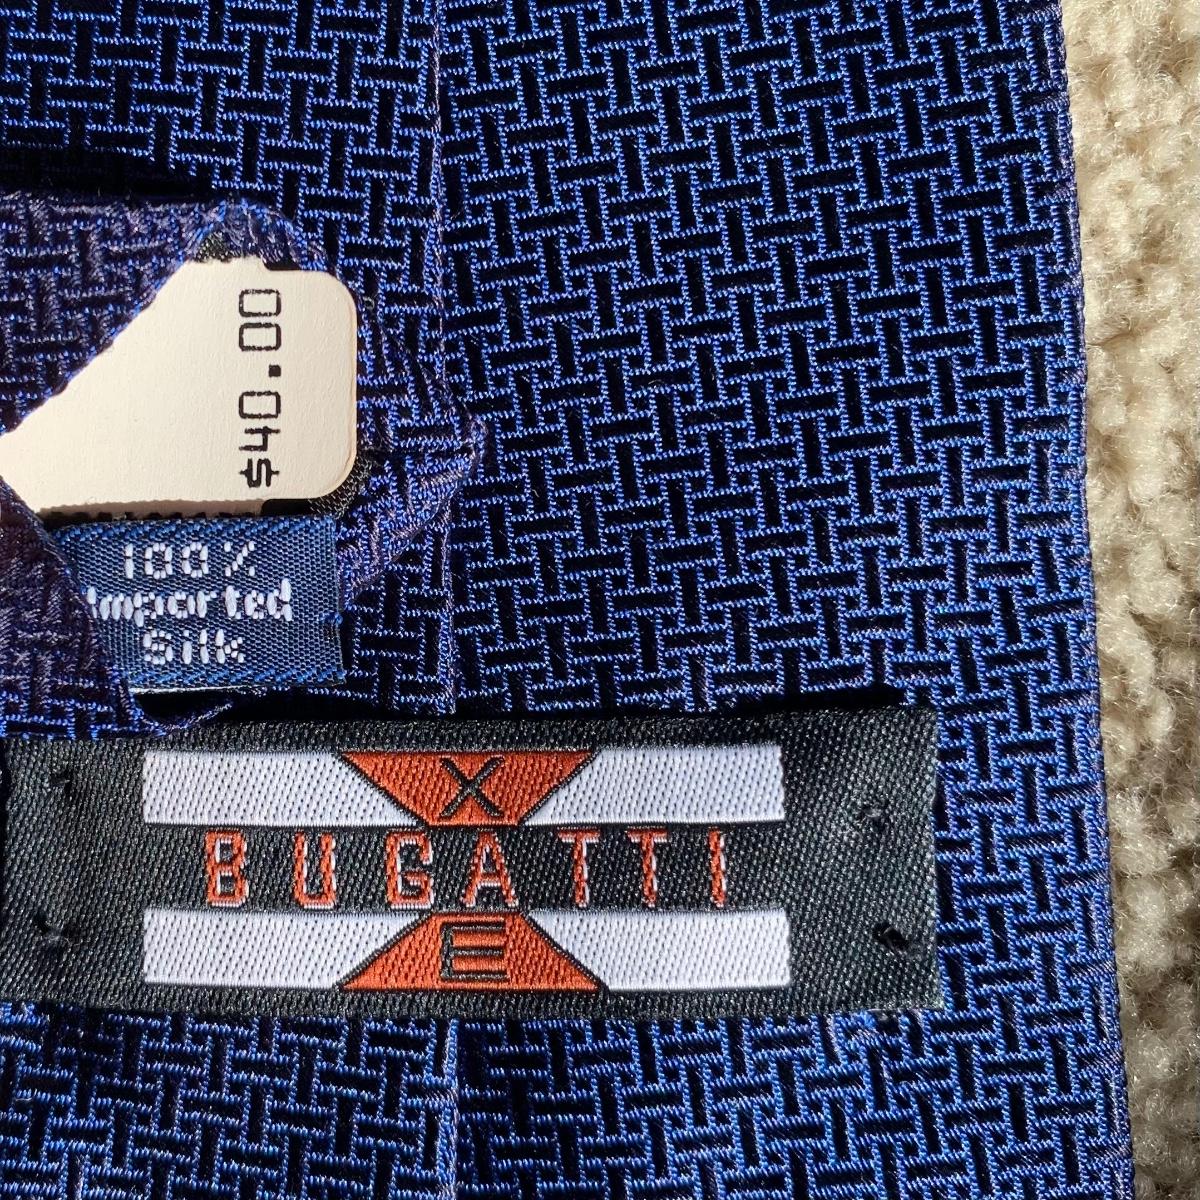 $40.00
100%
Imported
Silk
X
BUGATTI
E